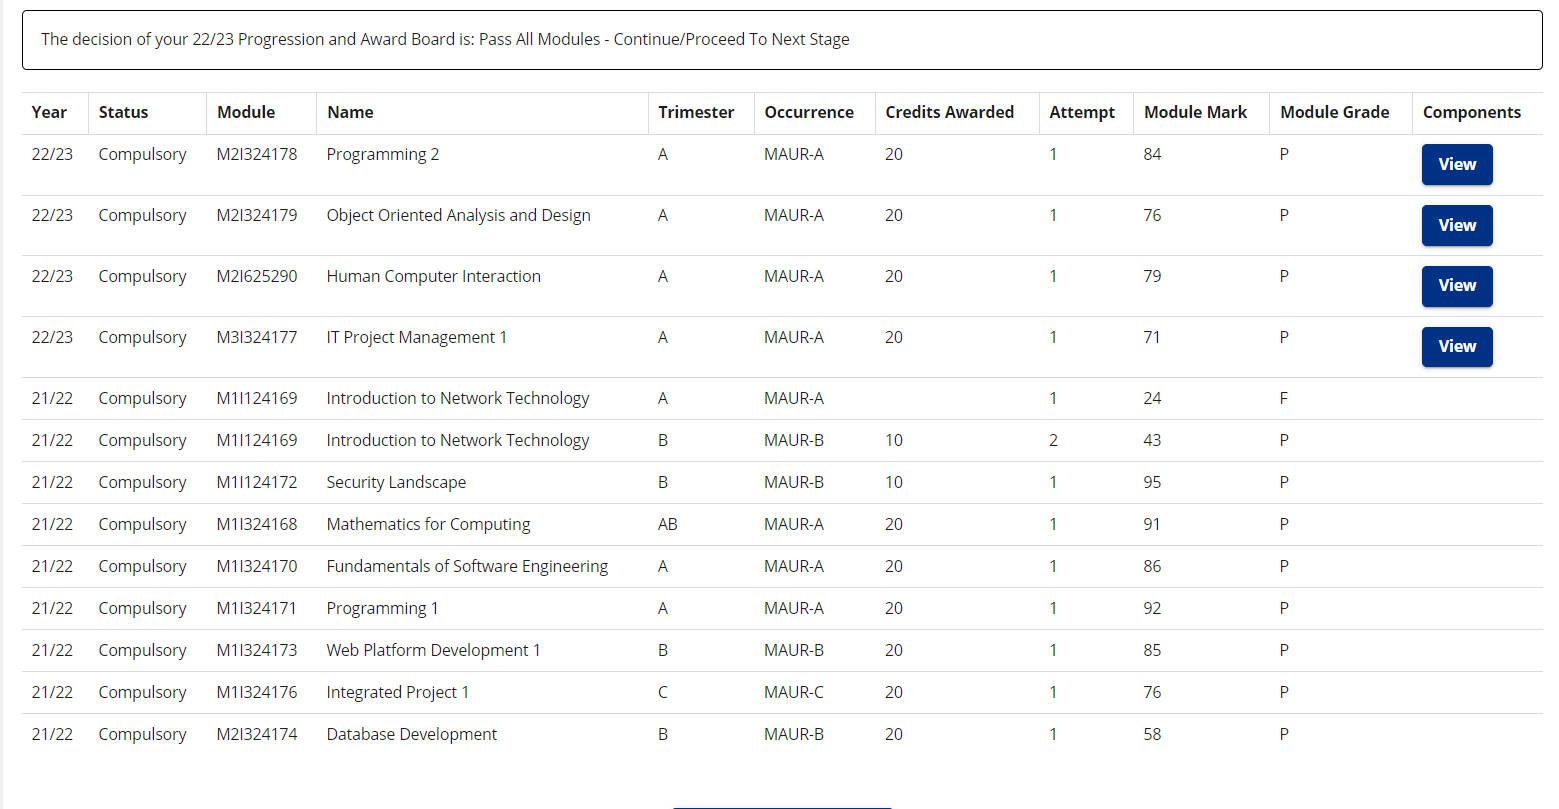 The decision of your 22/23 Progression and Award Board is: Pass All Modules - Continue/Proceed To Next Stage
Year Status Module Name Trimester Occurrence Credits Awarded Attempt Module Mark Module Grade Components
22/23 Compulsory M2I324178 Programming 2 A MAUR-A 20 1 84 P View
22/23 Compulsory M2I324179 Object Oriented Analysis and Design A MAUR-A 20 1 76 P View
22/23 Compulsory M2I625290 Human Computer Interaction A MAUR-A 20 1 79 P View
22/23 Compulsory M3I324177 IT Project Management 1 A MAUR-A 20 1 71 P View
21/22 Compulsory M1I124169 Introduction to Network Technology A MAUR-A 1 24 F
21/22 Compulsory M1I124169 Introduction to Network Technology B MAUR-B 10 2 43 P
21/22 Compulsory M1I124172 Security Landscape B MAUR-B 10 1 95 P
21/22 Compulsory M1I324168 Mathematics for Computing AB MAUR-A 20 1 91 P
21/22 Compulsory M1I324170 Fundamentals of Software Engineering A MAUR-A 20 1 86 P
21/22 Compulsory M1I324171 Programming 1 A MAUR-A 20 1 92 P
21/22 Compulsory M1I324173 Web Platform Development 1 B MAUR-B 20 1 85 P
21/22 Compulsory M1I324176 Integrated Project 1 C MAUR-C 20 1 76 P
21/22 Compulsory M2I324174 Database Development B MAUR-B 20 1 58 P